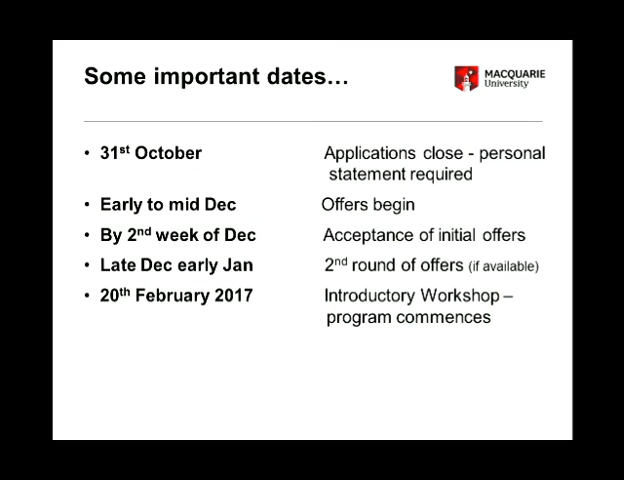 Some important dates…
MACQUARIE
University
• 31st October Applications close - personal
statement required
• Early to mid Dec Offers begin
• By 2nd week of Dec Acceptance of initial offers
• Late Dec early Jan 2nd round of offers (if available)
• 20th February 2017 Introductory Workshop –
program commences